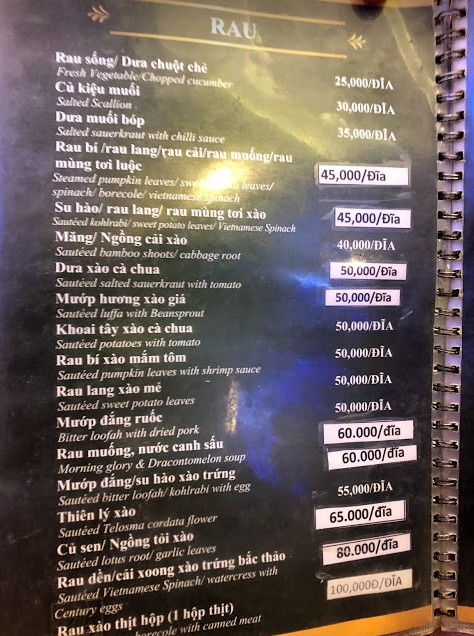 RAU
Rau sống/ Dưa chuột chẻ
Fresh Vegetable/Chopped cucumber
25,000/ĐĨA
Củ kiệu muối
Salted Scallion
30,000/ĐĨA
Dưa muối bóp
Salted sauerkraut with chilli sauce
35,000/ĐĨA
Rau bí /rau lang/rau cải/rau muống/rau
mùng tơi luộc
Steamed pumpkin leaves/ leaves/
spinach/ borecole/ vietnamese spinach
45,000/Đĩa
Su hào/ rau lang/ rau mùng tơi xào
Sautéed kohlrabi/ sweet potato leaves/ Vietnamese Spinach
45,000/Đĩa
Măng/ Ngồng cải xào
Sautéed bamboo shoots/ cabbage root
40,000/ĐĨA
Dưa xào cà chua
Sautéed salted sauerkraut with tomato
50,000/Đĩa
Mướp hương xào giá
Sautéed luffa with Beansprout
50,000/Đĩa
Khoai tây xào cà chua
Sautéed potatoes with tomato
50,000/ĐĨA
Rau bí xào mắm tôm
Sautéed pumpkin leaves with shrimp sauce
50,000/ĐĨA
Rau lang xào mẻ
Sautéed sweet potato leaves
50,000/ĐĨA
Mướp đắng ruốc
Bitter loofah with dried pork
50,000/ĐĨA
Rau muống, nước canh sấu
Morning glory & Dracontomelon soup
60.000/đĩa
Mướp đắng/su hào xào trứng
Sautéed bitter loofah/ kohlrabi with egg
60.000/đĩa
Thiên lý xào
Sautéed Telosma cordata flower
55,000/ĐĨA
Củ sen/ Ngồng tỏi xào
Sautéed lotus root/ garlic leaves
65.000/đĩa
Rau dền/cải xoong xào trứng bắc thảo
Sautéed Vietnamese Spinach/ watercress with
Century eggs
80.000/đĩa
Rau xào thịt hộp (1 hộp thịt)
borecole with canned meat
100,000Đ/ĐĨA